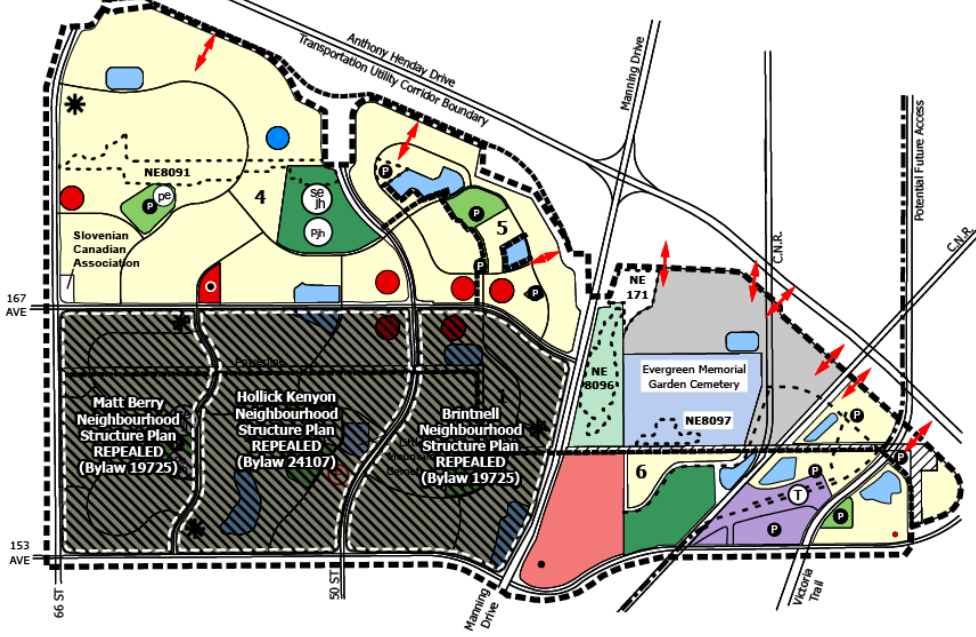 Anthony Henday Drive
Transportation Utility Corridor Boundary
Manning Drive
Potential Future Access
C.N.R.
C.N.R.
NE8091
4
se
jh
pjh
pe
P
P
P
5
P
P
Slovenian
Canadian
Association
NE
171
167
AVE
NE
8096
Evergreen Memorial
Garden Cemetery
NE8097
Matt Berry
Neighbourhood
Structure Plan
REPEALED
(Bylaw 19725)
Hollick Kenyon
Neighbourhood
Structure Plan
REPEALED
(Bylaw 24107)
Brintnell
Neighbourhood
Structure Plan
REPEALED
(Bylaw 19725)
6
P
P
P
T
P
P
P
153
AVE
66 ST
50 ST
Manning
Drive
Victoria
Trail